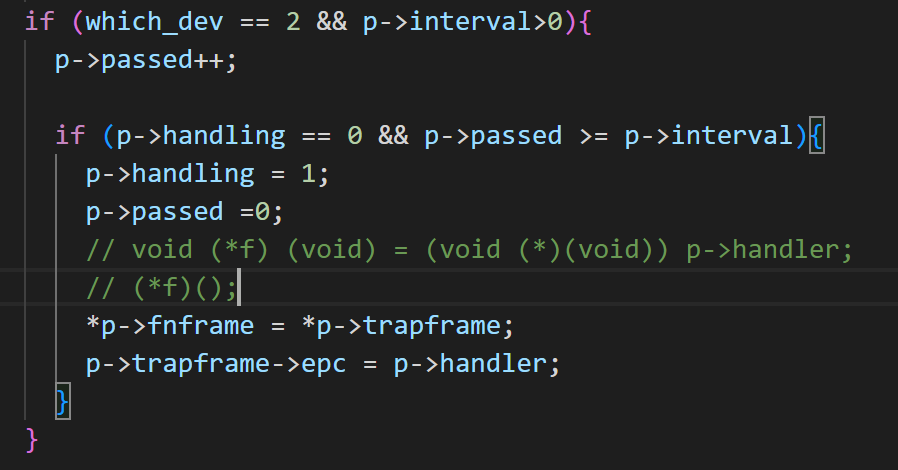 if (which_dev == 2 && p->interval>0){
p->passed++;
if (p->handling == 0 && p->passed >= p->interval){
p->handling = 1;
p->passed =0;
// void (*f) (void) = (void (*)(void)) p->handler;
// (*f)();
*p->fnframe = *p->trapframe;
p->trapframe->epc = p->handler;
}
}